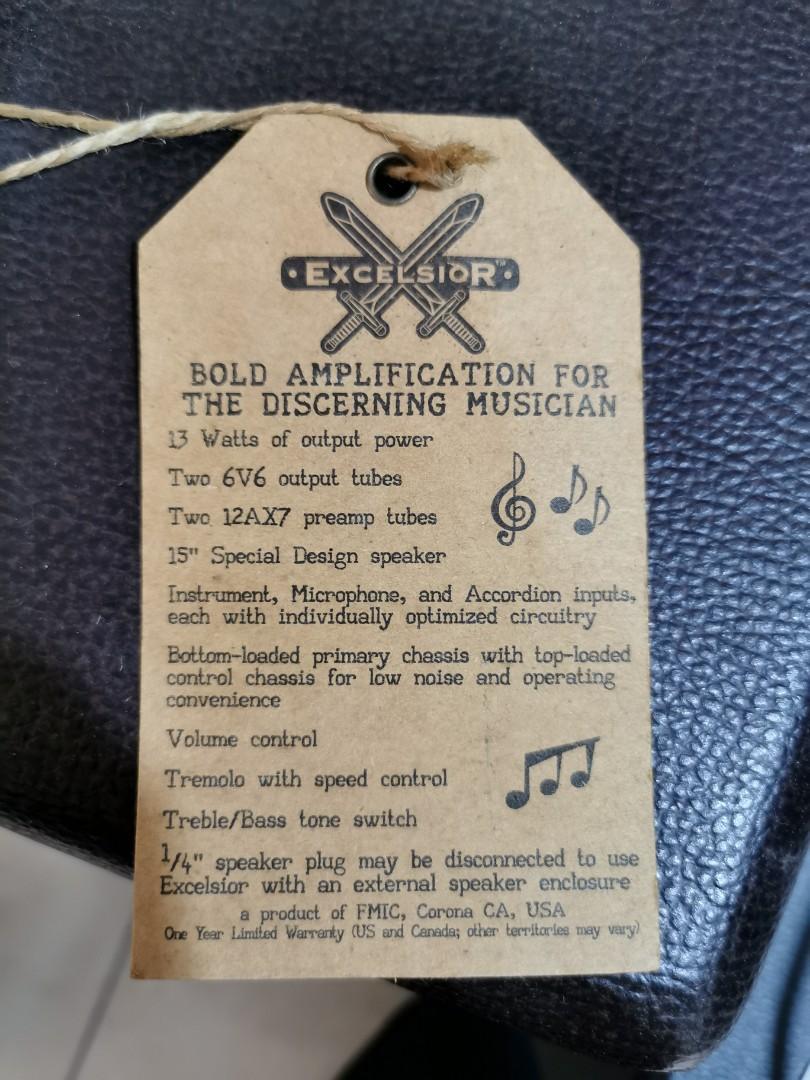 EXCELSIOR™
BOLD AMPLIFICATION FOR
THE DISCERNING MUSICIAN
13 Watts of output power
Two 6V6 output tubes
Two 12AX7 preamp tubes
15" Special Design speaker
Instrument, Microphone, and Accordion inputs,
each with individually optimized circuitry
Bottom-loaded primary chassis with top-loaded
control chassis for low noise and operating
convenience
Volume control
Tremolo with speed control
Treble/Bass tone switch
1/4" speaker plug may be disconnected to use
Excelsior with an external speaker enclosure
a product of FMIC, Corona CA, USA
One Year Limited Warranty (US and Canada; other territories may vary)